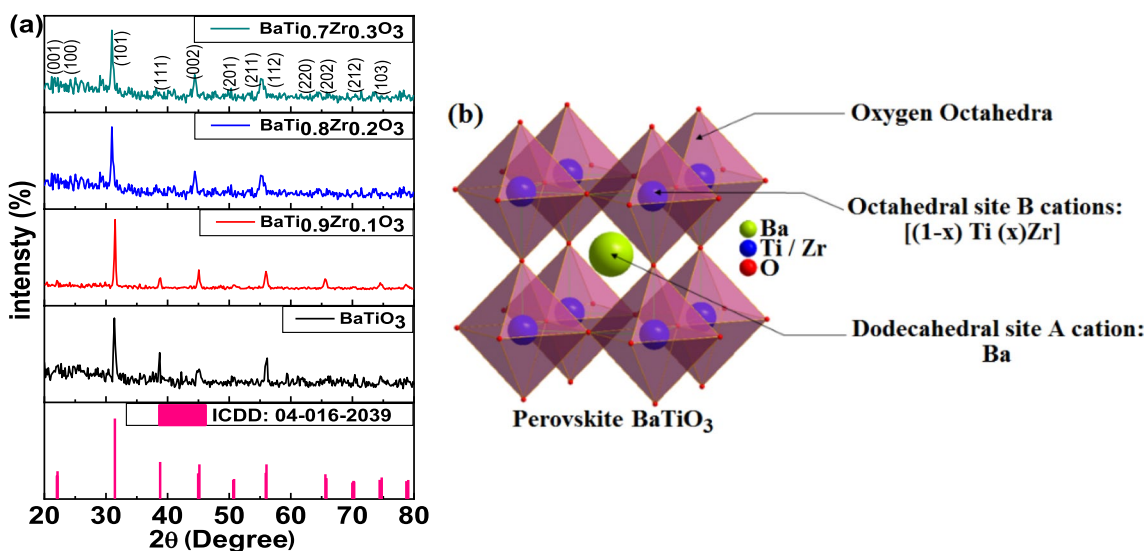 (a)
BaTi0.7Zr0.3O3
(001)
(100)
(101)
(111)
(002)
(201)
(211)
(112)
(220)
(202)
(212)
(103)
BaTi0.8Zr0.2O3
BaTi0.9Zr0.1O3
BaTiO3
ICDD: 04-016-2039
intensty (%)
20 30 40 50 60 70 80
2θ (Degree)
(b)
Oxygen Octahedra
Octahedral site B cations:
[(1-x) Ti (x)Zr]
Ba
Ti / Zr
O
Dodecahedral site A cation:
Ba
Perovskite BaTiO3